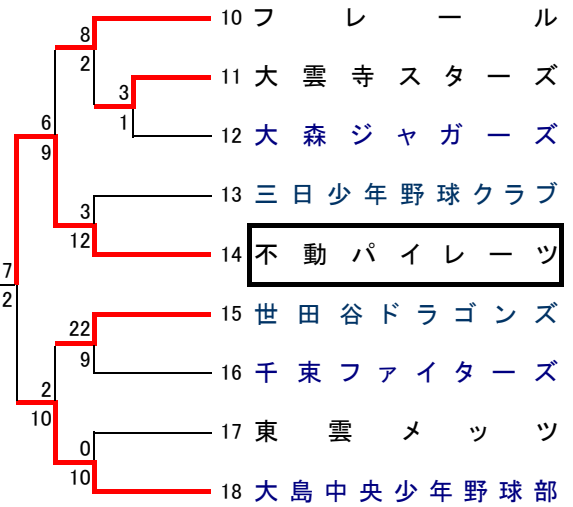 8
10 フレール
2
3
11 大雲寺スターズ
1
12 大森ジャガーズ
6
9
3
13 三日少年野球クラブ
12
14 不動パイレーツ
7
2
22
15 世田谷ドラゴンズ
9
16 千束ファイターズ
2
10
0
17 東雲メッツ
10
18 大島中央少年野球部